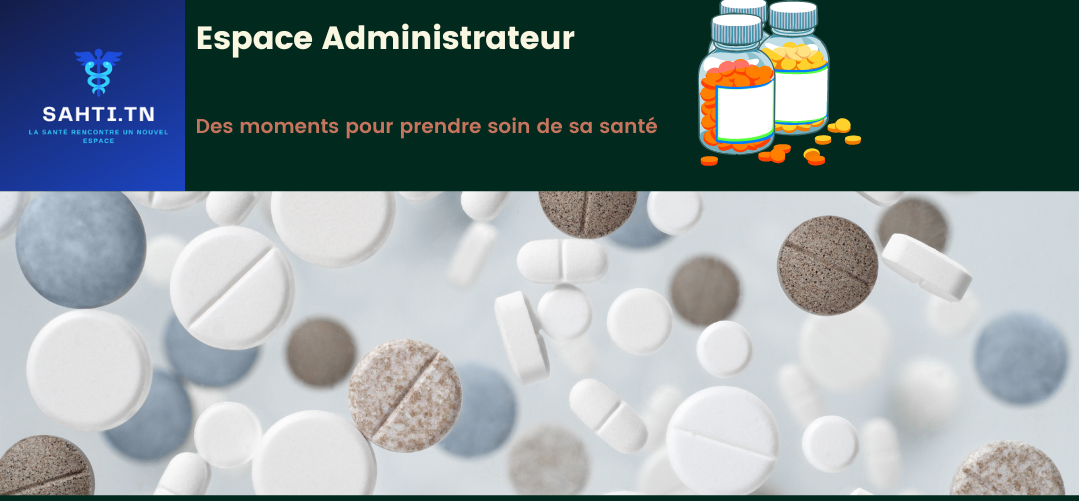 Espace Administrateur
SAHTI.TN
LA SANTÉ RENCONTRE UN NOUVEL
ESPACE
Des moments pour prendre soin de sa santé